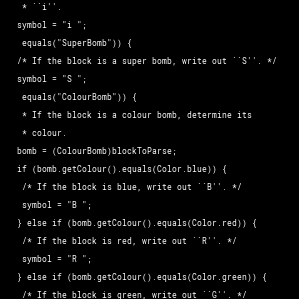 * ``i''.
symbol = "i ";
equals("SuperBomb")) {
/* If the block is a super bomb, write out ``S''. */
symbol = "S ";
equals("ColourBomb")) {
* If the block is a colour bomb, determine its
* colour.
bomb = (ColourBomb)blockToParse;
if (bomb.getColour().equals(Color.blue)) {
/* If the block is blue, write out ``B''. */
symbol = "B ";
} else if (bomb.getColour().equals(Color.red)) {
/* If the block is red, write out ``R''. */
symbol = "R ";
} else if (bomb.getColour().equals(Color.green)) {
/* If the block is green, write out ``G''. */